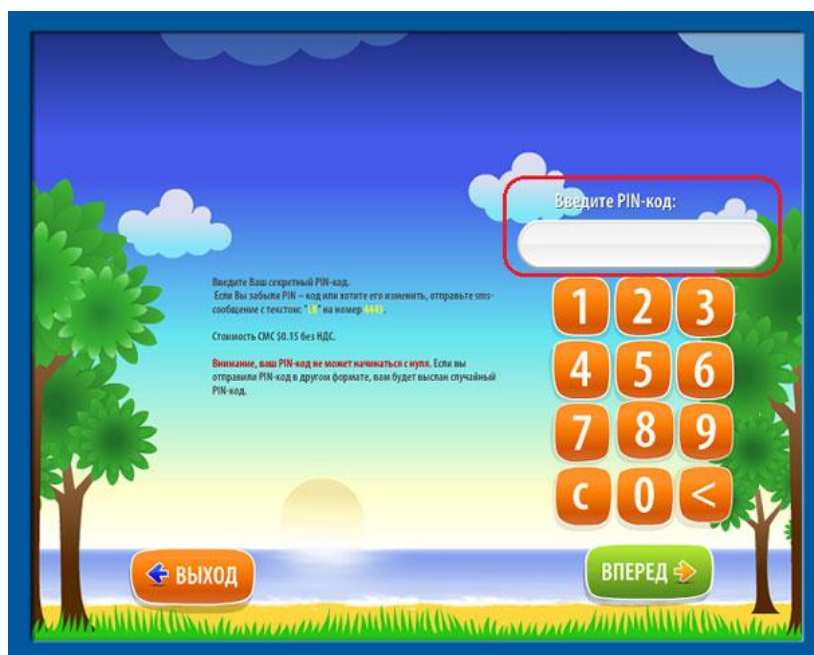 Введите PIN-код:
Введите Ваш секретный PIN-код.
Если Вы забыли PIN – код или хотите его изменить, отправьте sms-
сообщение с текстом: "LK" на номер 4443.
Стоимость СМС $0.15 без НДС.
Внимание, ваш PIN-код не может начинаться с нуля. Если вы
отправили PIN-код в другом формате, вам будет выслан случайный
PIN-код.
1 2 3
4 5 6
7 8 9
C 0 <
ВЫХОД
ВПЕРЕД